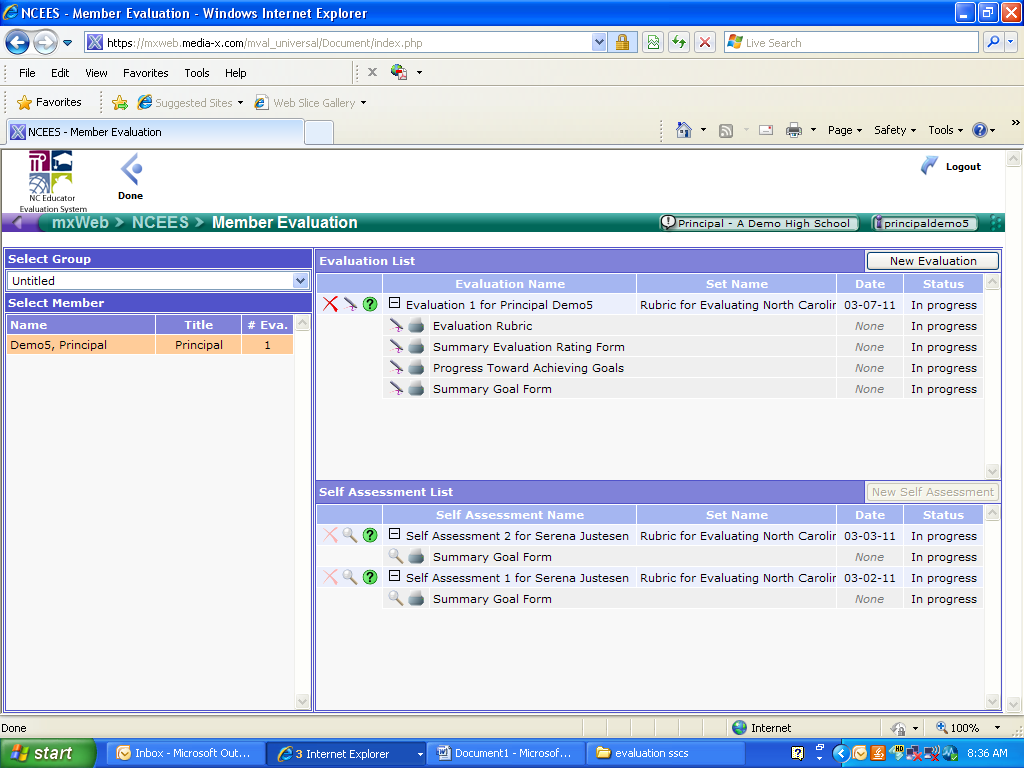 NCEES - Member Evaluation - Windows Internet Explorer
https://mxweb.media-x.com/mval_universal/Document/index.php
Live Search
File Edit View Favorites Tools Help
Favorites Suggested Sites Web Slice Gallery
NCEES - Member Evaluation
Page Safety Tools
NC Educator
Evaluation System
Done
Logout
mxWeb > NCEES > Member Evaluation
Principal - A Demo High School principaldemo5
Select Group
Untitled
Select Member
Name Title # Eva.
Demo5, Principal Principal 1
Evaluation List New Evaluation
Evaluation Name Set Name Date Status
Evaluation 1 for Principal Demo5 Rubric for Evaluating North Carolin 03-07-11 In progress
Evaluation Rubric None In progress
Summary Evaluation Rating Form None In progress
Progress Toward Achieving Goals None In progress
Summary Goal Form None In progress
Self Assessment List New Self Assessment
Self Assessment Name Set Name Date Status
Self Assessment 2 for Serena Justesen Rubric for Evaluating North Carolin 03-03-11 In progress
Summary Goal Form None In progress
Self Assessment 1 for Serena Justesen Rubric for Evaluating North Carolin 03-02-11 In progress
Summary Goal Form None In progress
Done Internet 100%
start Inbox - Microsoft Out... 3 Internet Explorer Document1 - Microsof... evaluation sscs 8:36 AM